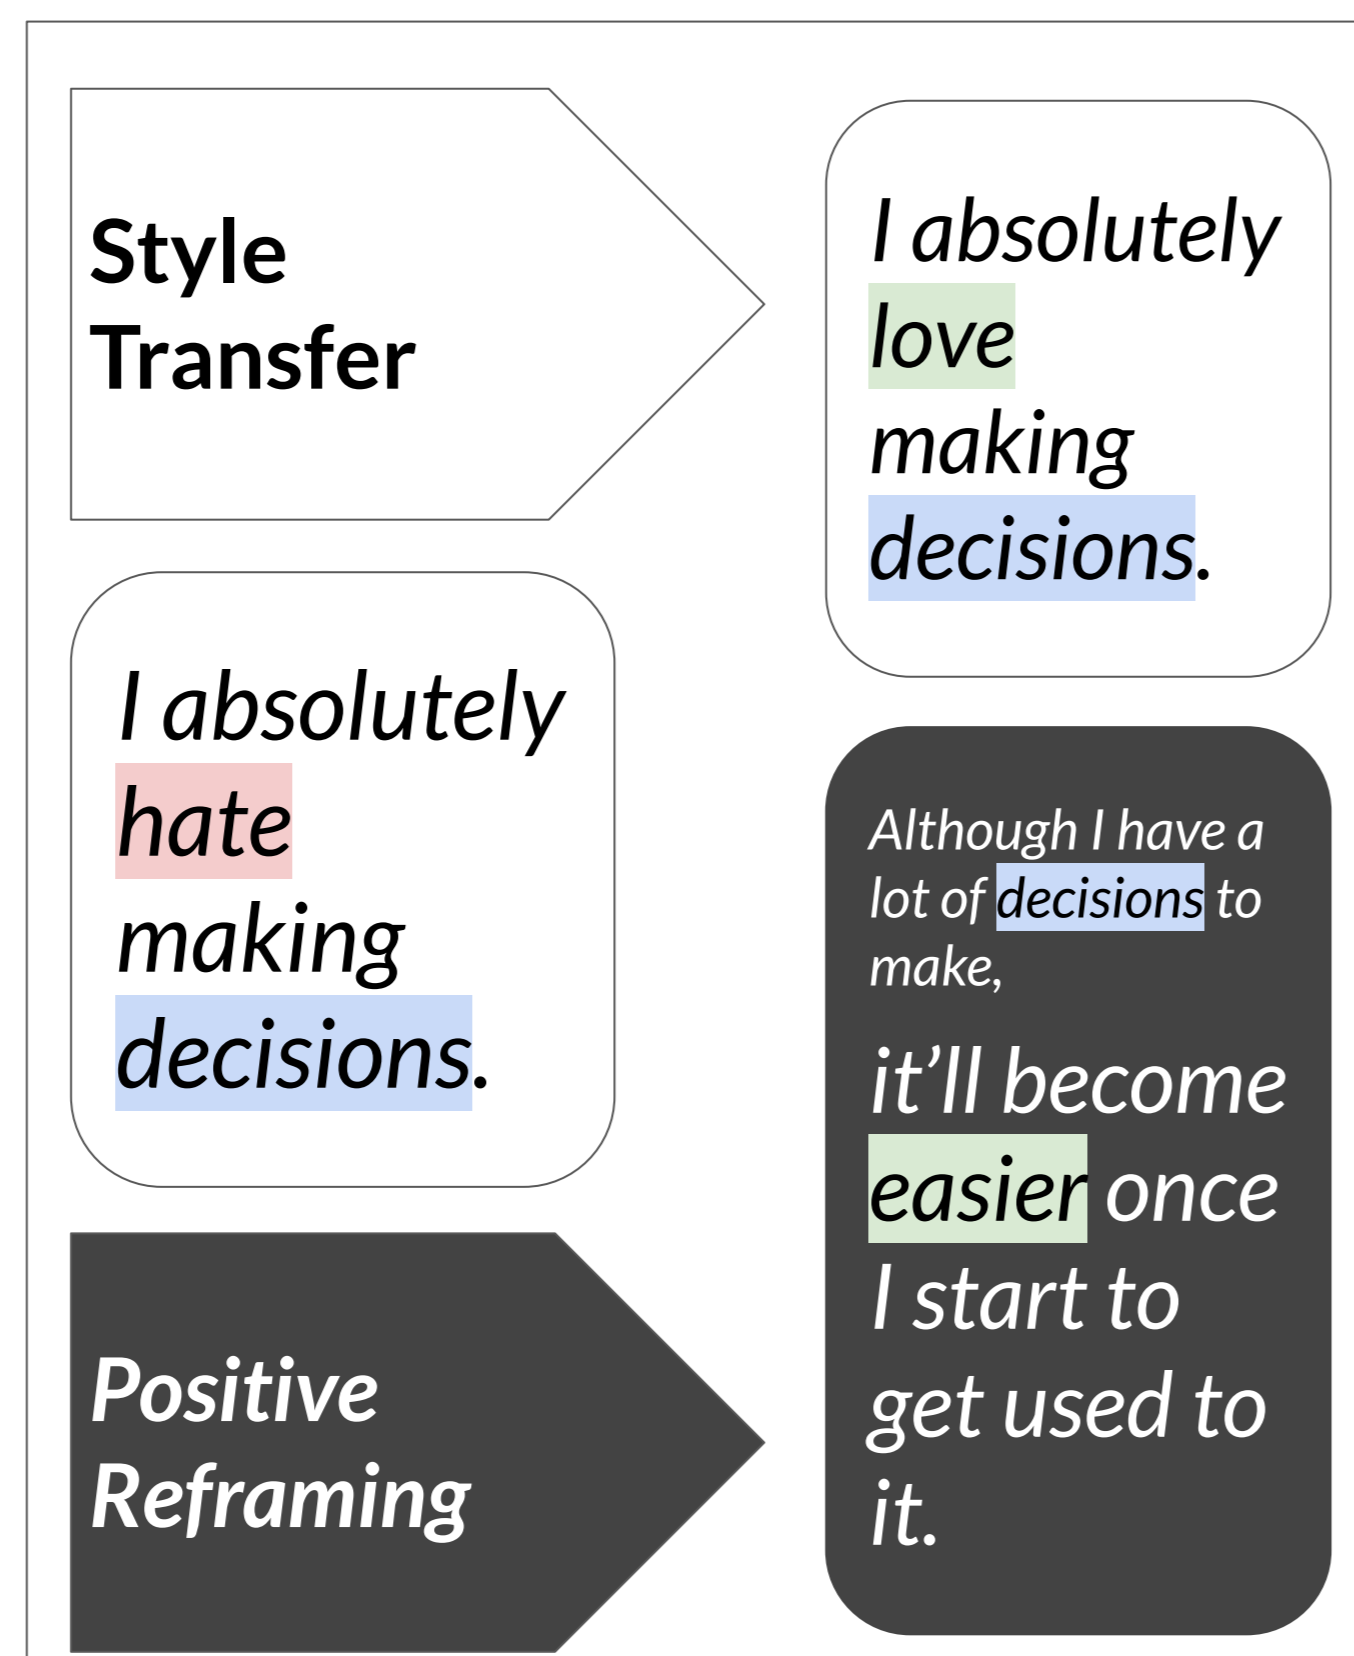 Style
Transfer
I absolutely
love
making
decisions.
I absolutely
hate
making
decisions.
Although I have a
lot of decisions to
make,
it’ll become
easier once
I start to
get used to
it.
Positive
Reframing